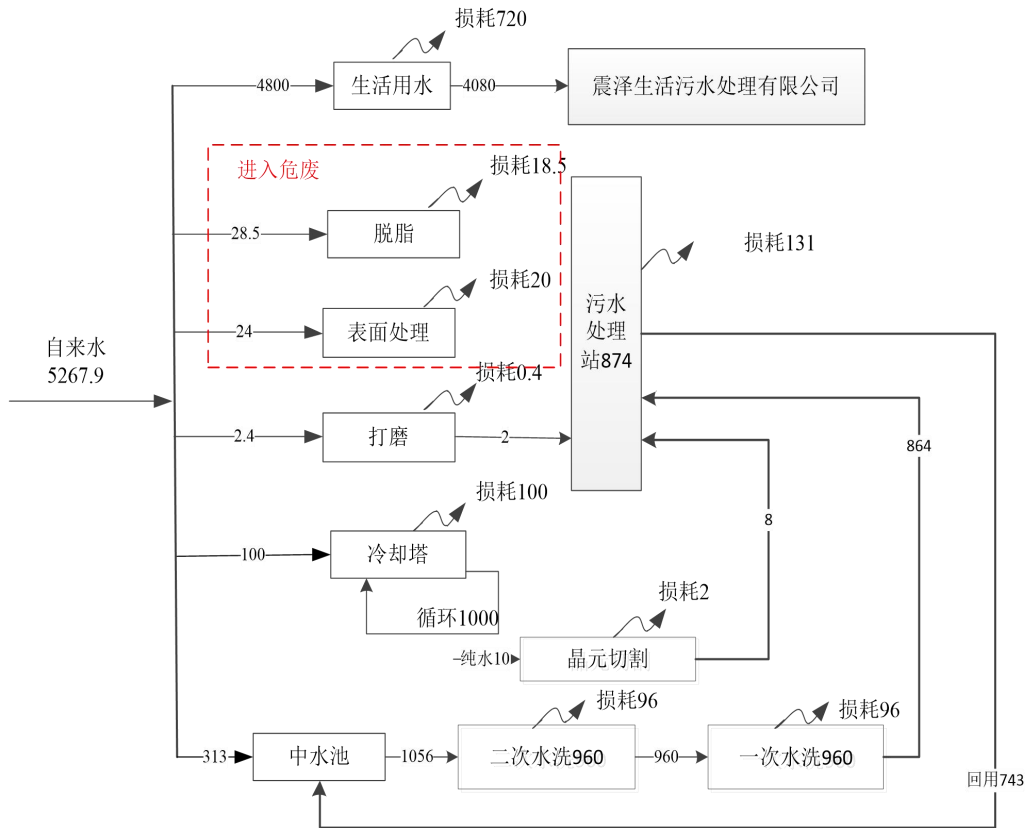 损耗720
4800
生活用水
4080
震泽生活污水处理有限公司
进入危废
损耗18.5
28.5
脱脂
损耗131
损耗20
24
表面处理
污水
处理
站874
自来水
5267.9
损耗0.4
2.4
打磨
2
864
损耗100
8
100
冷却塔
循环1000
损耗2
纯水10
晶元切割
损耗96
损耗96
313
中水池
1056
二次水洗960
960
一次水洗960
回用743